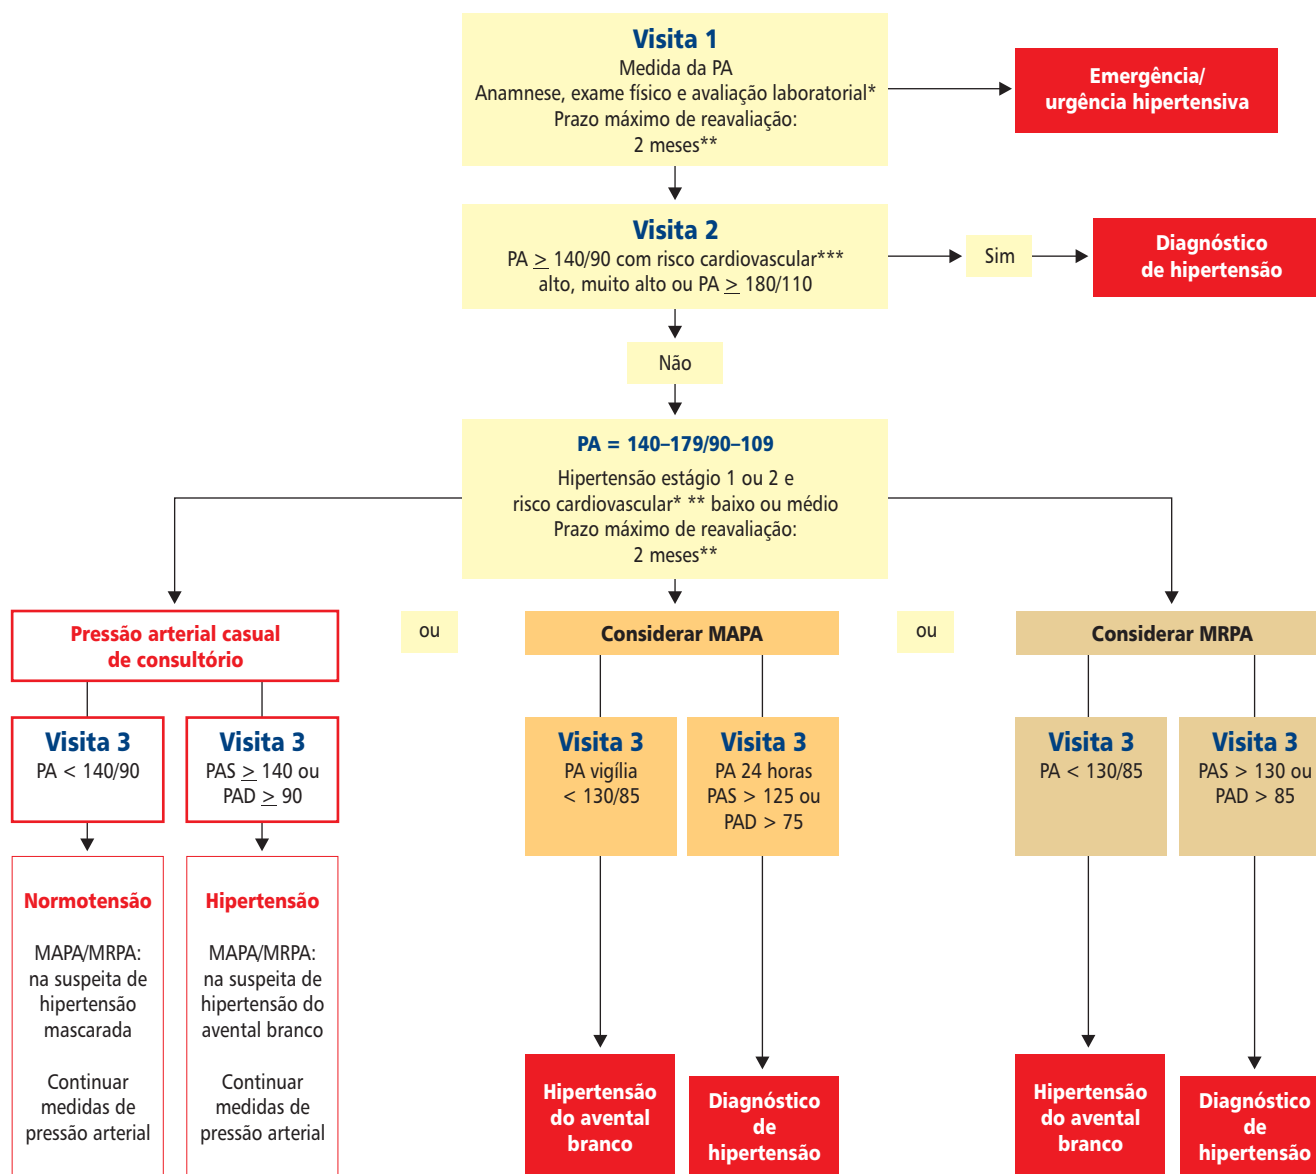 Visita 1
Medida da PA
Anamnese, exame físico e avaliação laboratorial*
Prazo máximo de reavaliação:
2 meses**
Emergência/
urgência hipertensiva
Visita 2
PA ≥ 140/90 com risco cardiovascular***
alto, muito alto ou PA ≥ 180/110
Sim
Diagnóstico
de hipertensão
Não
PA = 140–179/90–109
Hipertensão estágio 1 ou 2 e
risco cardiovascular* ** baixo ou médio
Prazo máximo de reavaliação:
2 meses**
Pressão arterial casual
de consultório
ou
Considerar MAPA
ou
Considerar MRPA
Visita 3
PA < 140/90
Visita 3
PAS ≥ 140 ou
PAD ≥ 90
Visita 3
PA vigília
< 130/85
Visita 3
PA 24 horas
PAS > 125 ou
PAD > 75
Visita 3
PA < 130/85
Visita 3
PAS > 130 ou
PAD > 85
Normotensão
MAPA/MRPA:
na suspeita de
hipertensão
mascarada
Continuar
medidas de
pressão arterial
Hipertensão
MAPA/MRPA:
na suspeita de
hipertensão do
avental branco
Continuar
medidas de
pressão arterial
Hipertensão
do avental
branco
Diagnóstico
de
hipertensão
Hipertensão
do avental
branco
Diagnóstico
de
hipertensão